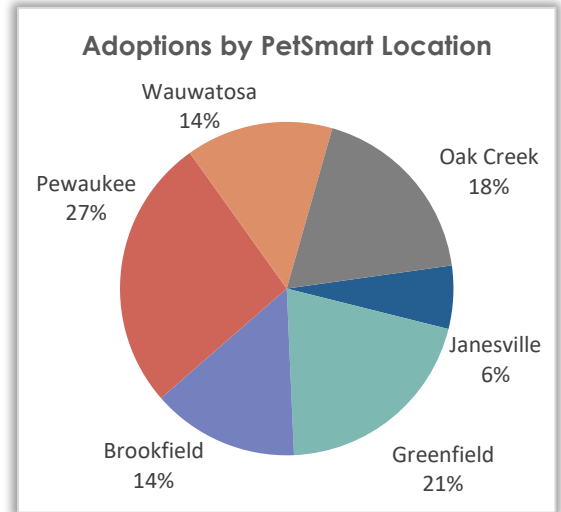 Adoptions by PetSmart Location
Wauwatosa
14%
Oak Creek
18%
Pewaukee
27%
Janesville
6%
Brookfield
14%
Greenfield
21%